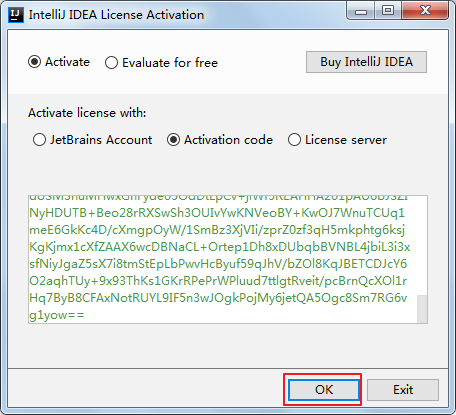 IntelliJ IDEA License Activation
Activate
Evaluate for free
Buy IntelliJ IDEA
Activate license with:
JetBrains Account
Activation code
License server
NyHDUTB+Beo28rRXSwSh3OUIvYwKNVeoBY+KwOJ7WnuTCUq1
meE6GkKc4D/cXmgpOyW/1SmBz3XjVIi/zprZ0zf3qH5mkphtg6ksj
KgKjmx1cXfZAAX6wcDBNaCL+Ortep1Dh8xDUbqbBVNBL4jbiL3i3x
sfNiyJgaZ5sX7i8tmStEpLbPwvHcByuf59qJhV/bZOl8KqJBETCDJcY6
O2aqhTUy+9x93ThKs1GKrRPePrWPluud7ttlgtRveit/pcBrnQcXOl1r
Hq7ByB8CFAxNotRUYL9IF5n3wJOgkPojMy6jetQA5Ogc8Sm7RG6v
g1yow==
OK
Exit